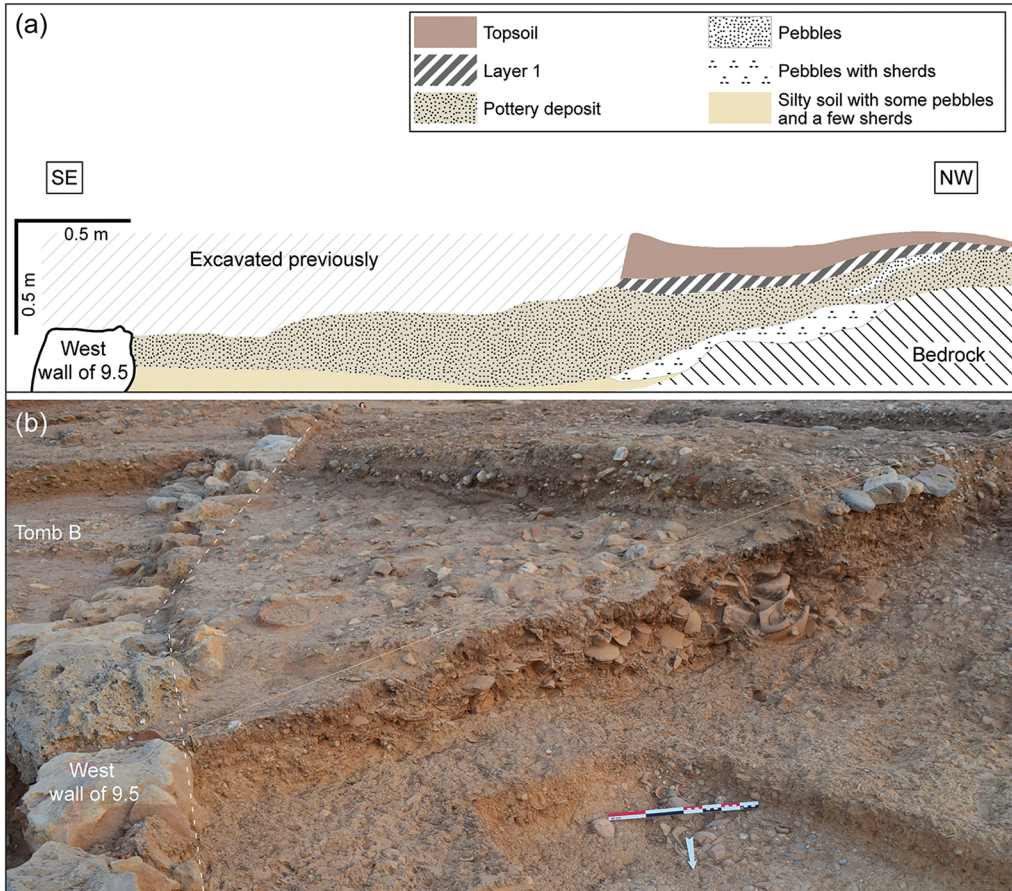 (a)
Topsoil
Layer 1
Pottery deposit
Pebbles
Pebbles with sherds
Silty soil with some pebbles
and a few sherds
SE
NW
0.5 m
0.5 m
Excavated previously
West
wall of 9.5
Bedrock
(b)
Tomb B
West
wall of 9.5